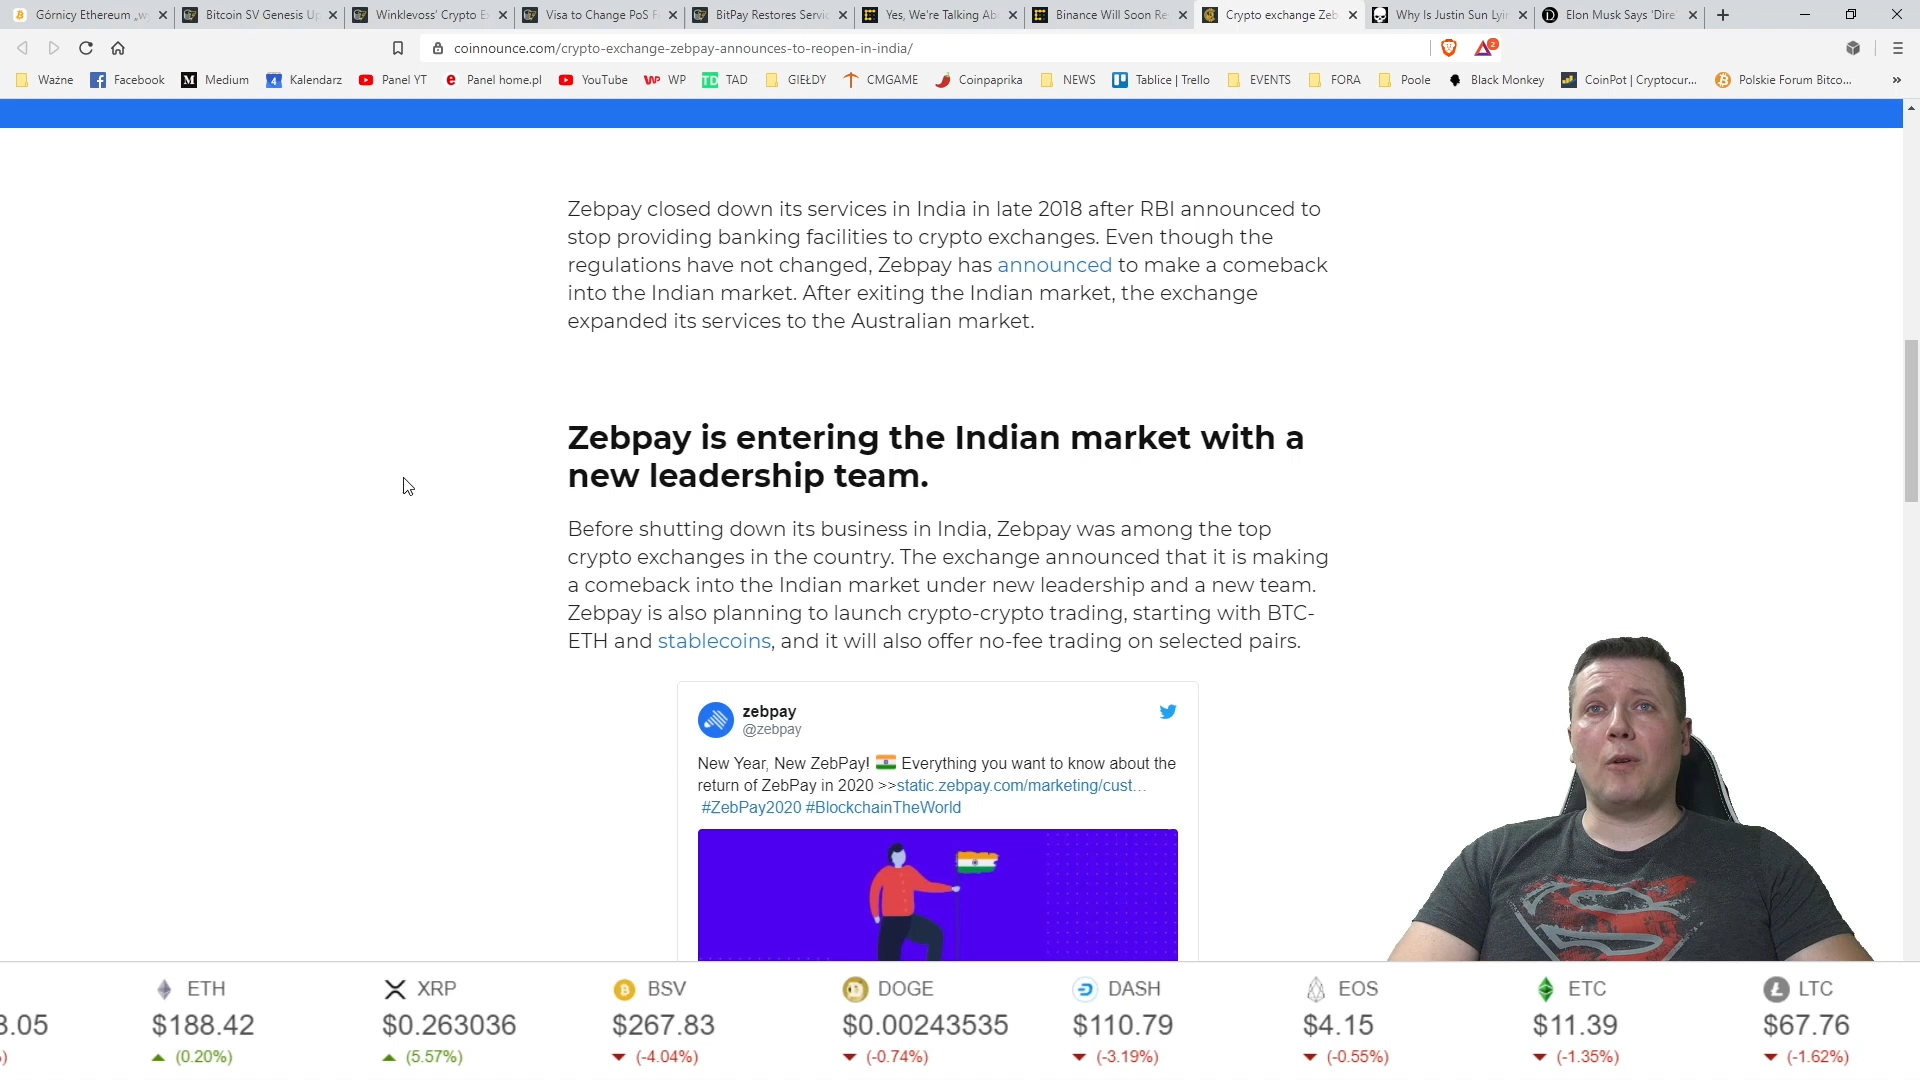 Górnicy Ethereum „w
Bitcoin SV Genesis Up
Winklevoss' Crypto E
Visa to Change PoS F
BitPay Restores Servic
Yes, We're Talking Ab
Binance Will Soon Re
Crypto exchange Zeb
Why Is Justin Sun Lyi
Elon Musk Says 'Dire
coinnounce.com/crypto-exchange-zebpay-announces-to-reopen-in-india/
2
Ważne
Facebook
Medium
4
Kalendarz
Panel YT
Panel home.pl
YouTube
WP
TAD
GIEŁDY
CMGAME
Coinpaprika
NEWS
Tablice | Trello
EVENTS
FORA
Poole
Black Monkey
CoinPot | Cryptocur...
Polskie Forum Bitco...
Zebpay closed down its services in India in late 2018 after RBI announced to
stop providing banking facilities to crypto exchanges. Even though the
regulations have not changed, Zebpay has announced to make a comeback
into the Indian market. After exiting the Indian market, the exchange
expanded its services to the Australian market.
Zebpay is entering the Indian market with a
new leadership team.
Before shutting down its business in India, Zebpay was among the top
crypto exchanges in the country. The exchange announced that it is making
a comeback into the Indian market under new leadership and a new team.
Zebpay is also planning to launch crypto-crypto trading, starting with BTC-
ETH and stablecoins, and it will also offer no-fee trading on selected pairs.
zebpay
@zebpay
New Year, New ZebPay! Everything you want to know about the
return of ZebPay in 2020 >>static.zebpay.com/marketing/cust…
#ZebPay2020 #BlockchainTheWorld
ETH
XRP
BSV
DOGE
DASH
EOS
ETC
LTC
3.05
$188.42
$0.263036
$267.83
$0.00243535
$110.79
$4.15
$11.39
$67.76
(0.20%)
(5.57%)
(-4.04%)
(-0.74%)
(-3.19%)
(-0.55%)
(-1.35%)
(-1.62%)